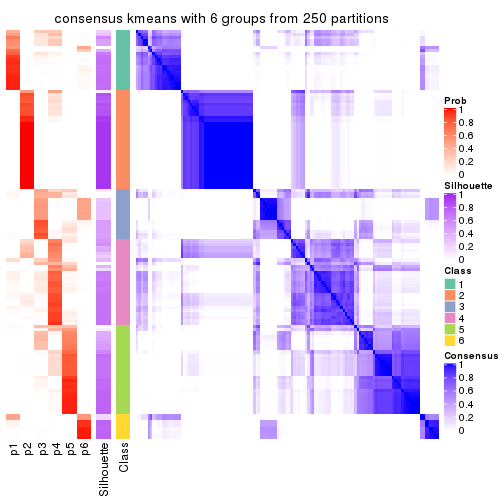 consensus kmeans with 6 groups from 250 partitions
Prob
1
0.8
0.6
0.4
0.2
0
Silhouette
1
0.8
0.6
0.4
0.2
0
Class
1
2
3
4
5
6
Consensus
1
0.8
0.6
0.4
0.2
0
p1
p2
p3
p4
p5
p6
Silhouette
Class